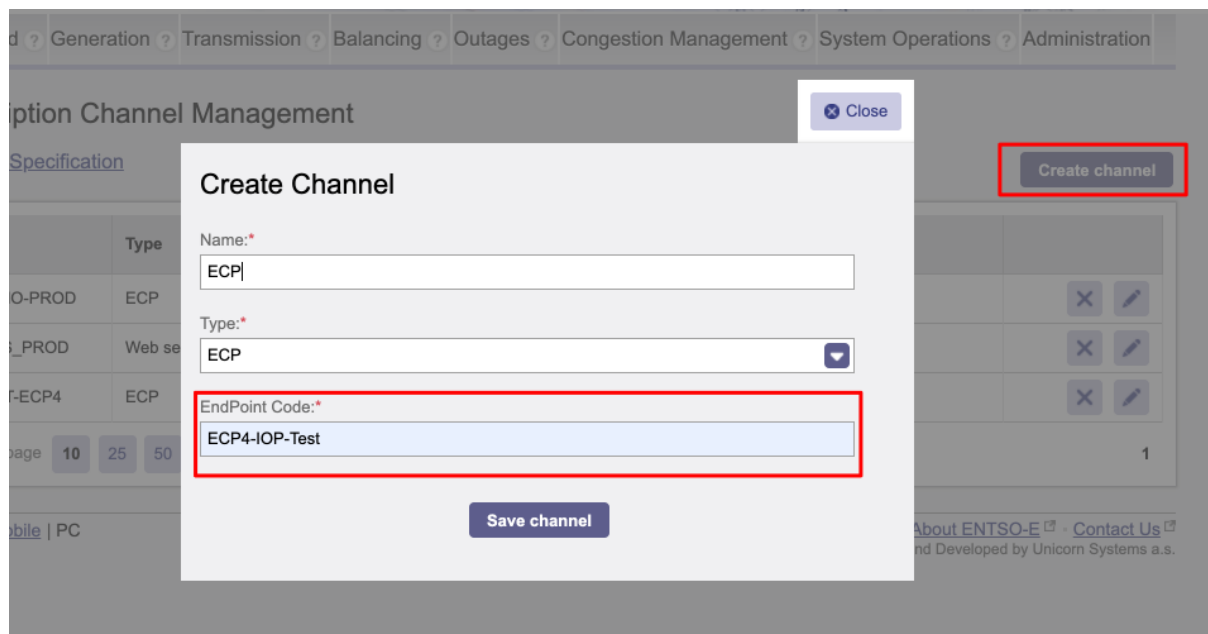 d ? Generation ? Transmission ? Balancing ? Outages ? Congestion Management ? System Operations ? Administration
iption Channel Management
Close
Specification
Create channel
Create Channel
Name:*
ECP
Type:*
ECP
EndPoint Code:*
ECP4-IOP-Test
Save channel
Type
O-PROD ECP
_PROD Web se
T-ECP4 ECP
page 10 25 50
1
obile | PC
About ENTSO-E · Contact Us
nd Developed by Unicorn Systems a.s.